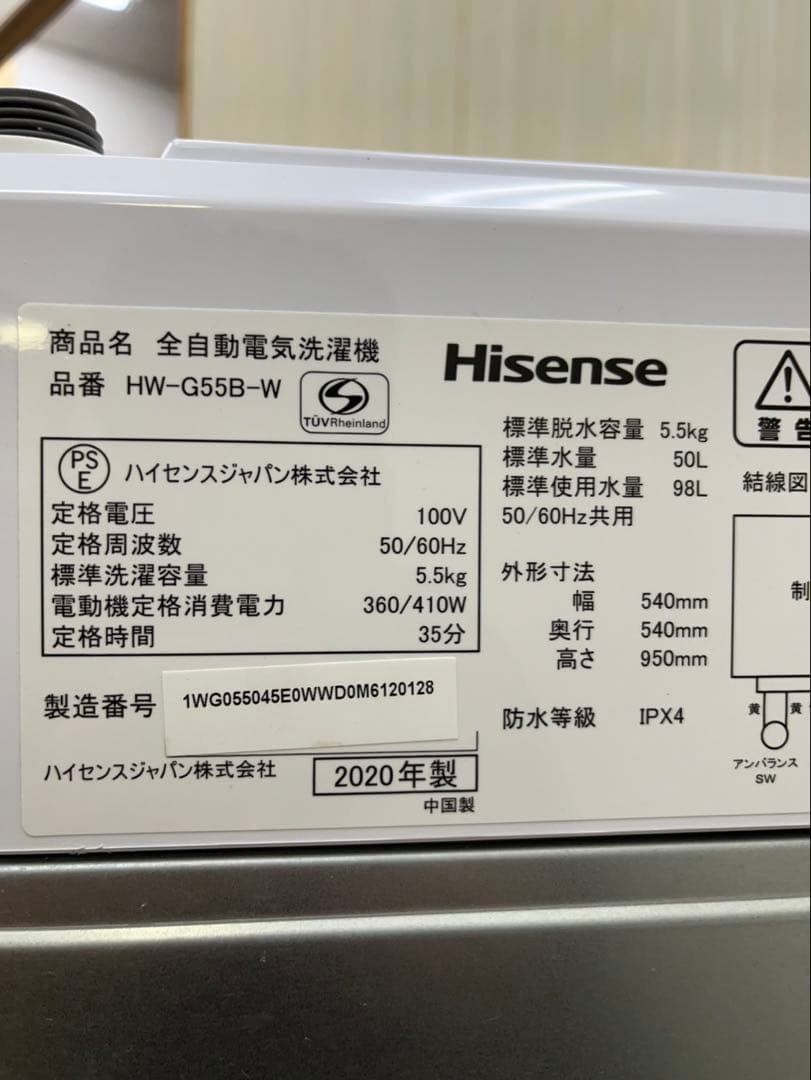 商品名 全自動電気洗濯機
品番 HW-G55B-W
TÜVRheinland
Hisense
PS
E
ハイセンスジャパン株式会社
定格電圧 100V
定格周波数 50/60Hz
標準洗濯容量 5.5kg
電動機定格消費電力 360/410W
定格時間 35分
製造番号 1WG055045E0WWD0M6120128
ハイセンスジャパン株式会社
2020年製
中国製
標準脱水容量 5.5kg
標準水量 50L
標準使用水量 98L
50/60Hz共用
外形寸法
幅 540mm
奥行 540mm
高さ 950mm
防水等級 IPX4
警告
結線図
制
黄 黄
アンバランス
SW